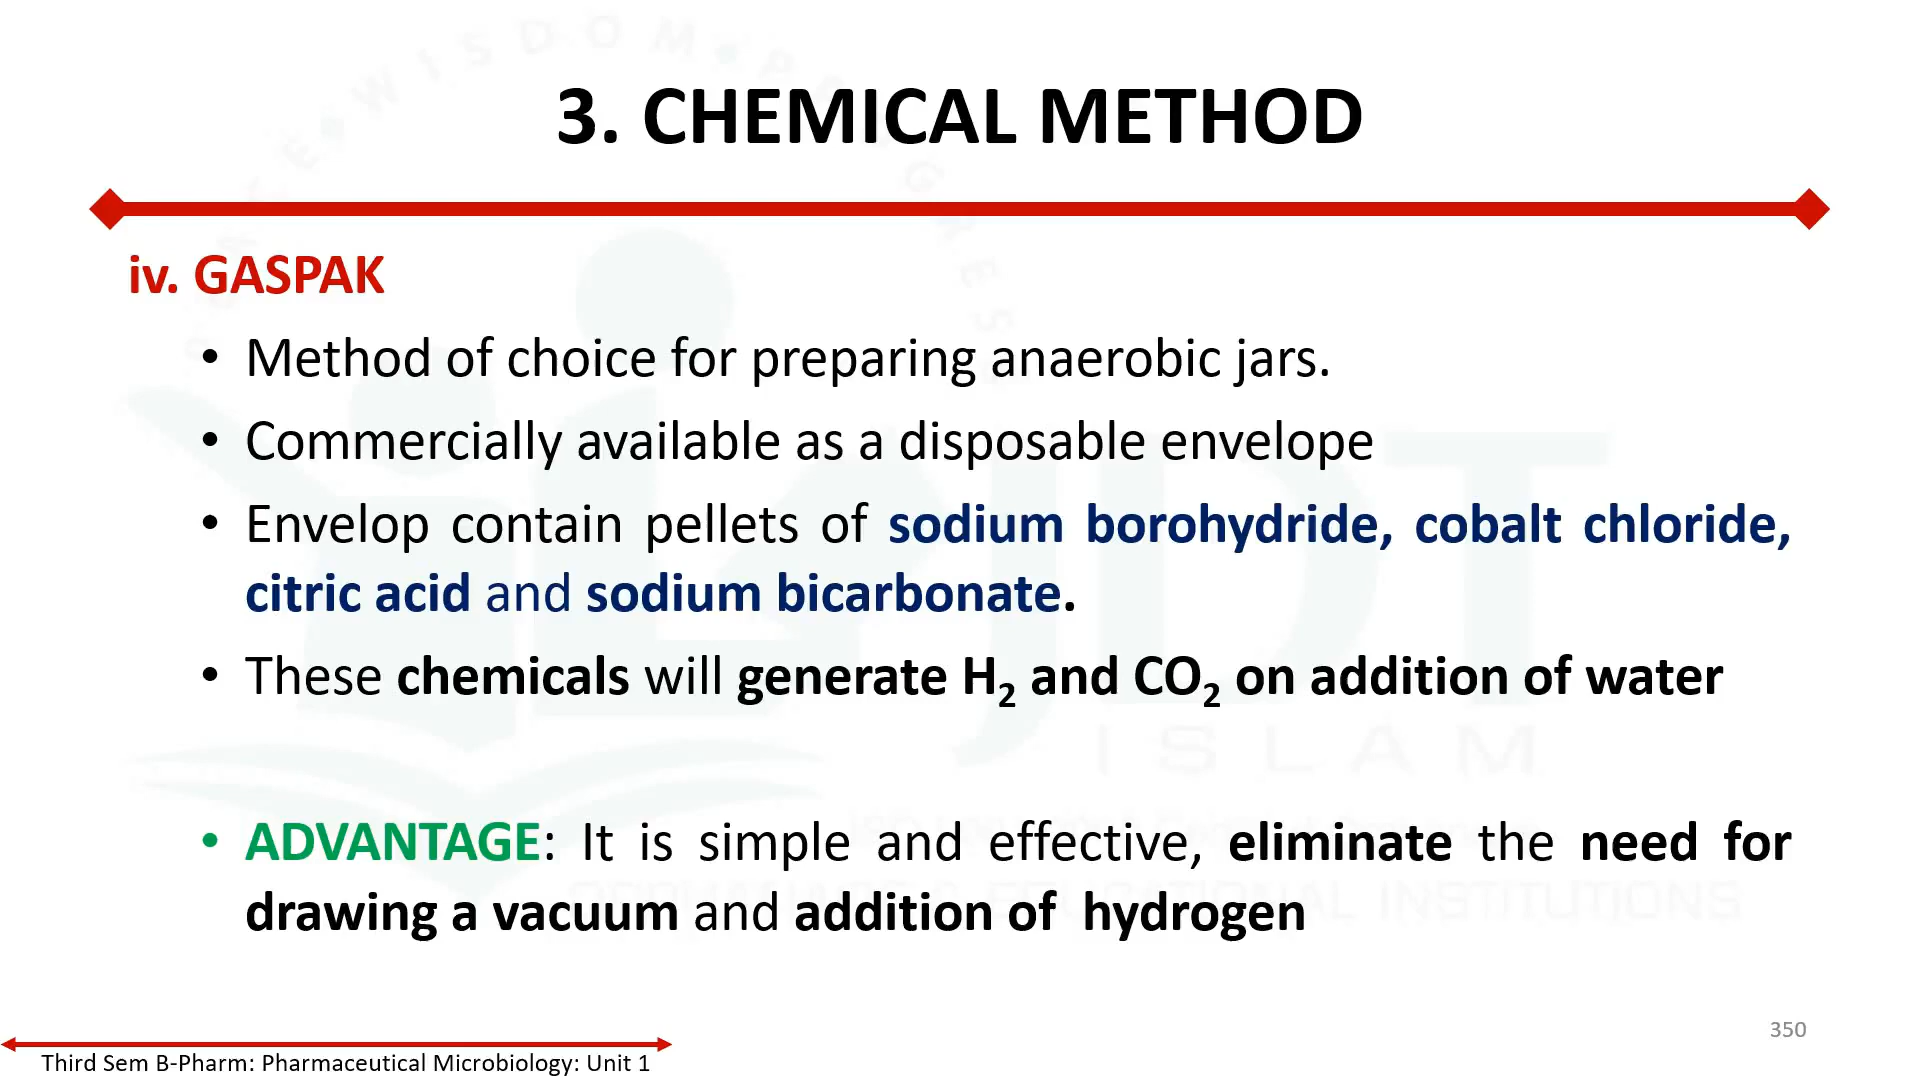 3. CHEMICAL METHOD
iv. GASPAK
• Method of choice for preparing anaerobic jars.
• Commercially available as a disposable envelope
• Envelop contain pellets of sodium borohydride, cobalt chloride,
citric acid and sodium bicarbonate.
• These chemicals will generate H₂ and CO₂ on addition of water
• ADVANTAGE: It is simple and effective, eliminate the need for
drawing a vacuum and addition of hydrogen
350
Third Sem B-Pharm: Pharmaceutical Microbiology: Unit 1
JDT
ISLAM